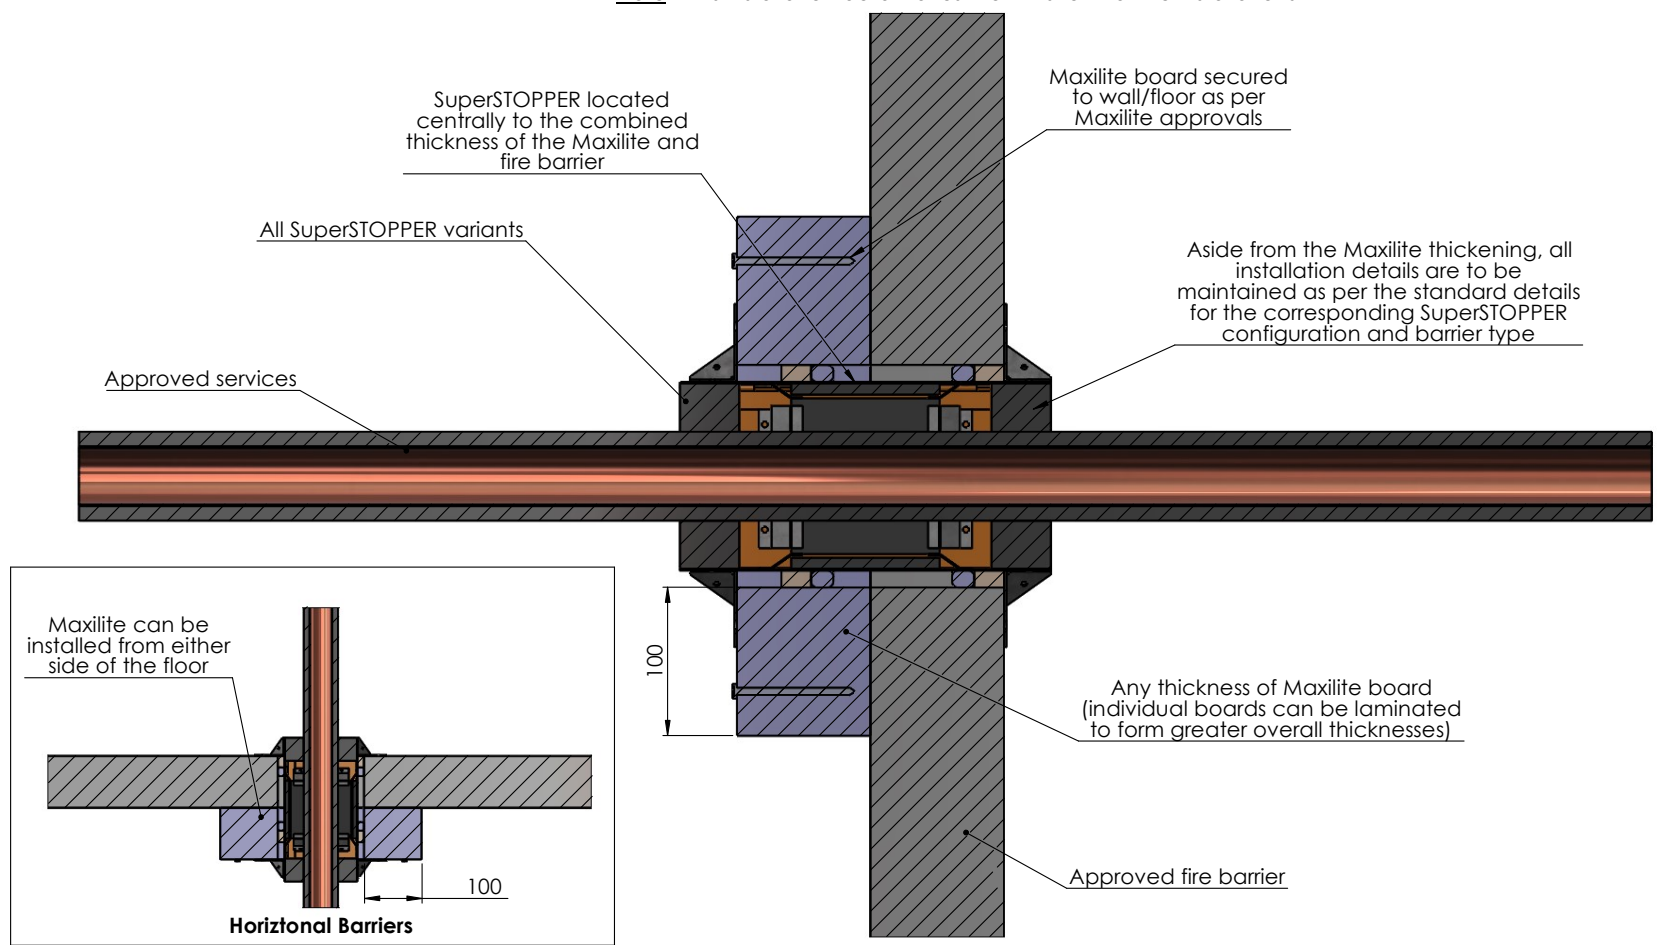 SuperSTOPPER located
centrally to the combined
thickness of the Maxilite and
fire barrier
Maxilite board secured
to wall/floor as per
Maxilite approvals
All SuperSTOPPER variants
Aside from the Maxilite thickening, all
installation details are to be
maintained as per the standard details
for the corresponding SuperSTOPPER
configuration and barrier type
Approved services
100
Any thickness of Maxilite board
(individual boards can be laminated
to form greater overall thicknesses)
Approved fire barrier
Maxilite can be
installed from either
side of the floor
100
Horiztonal Barriers